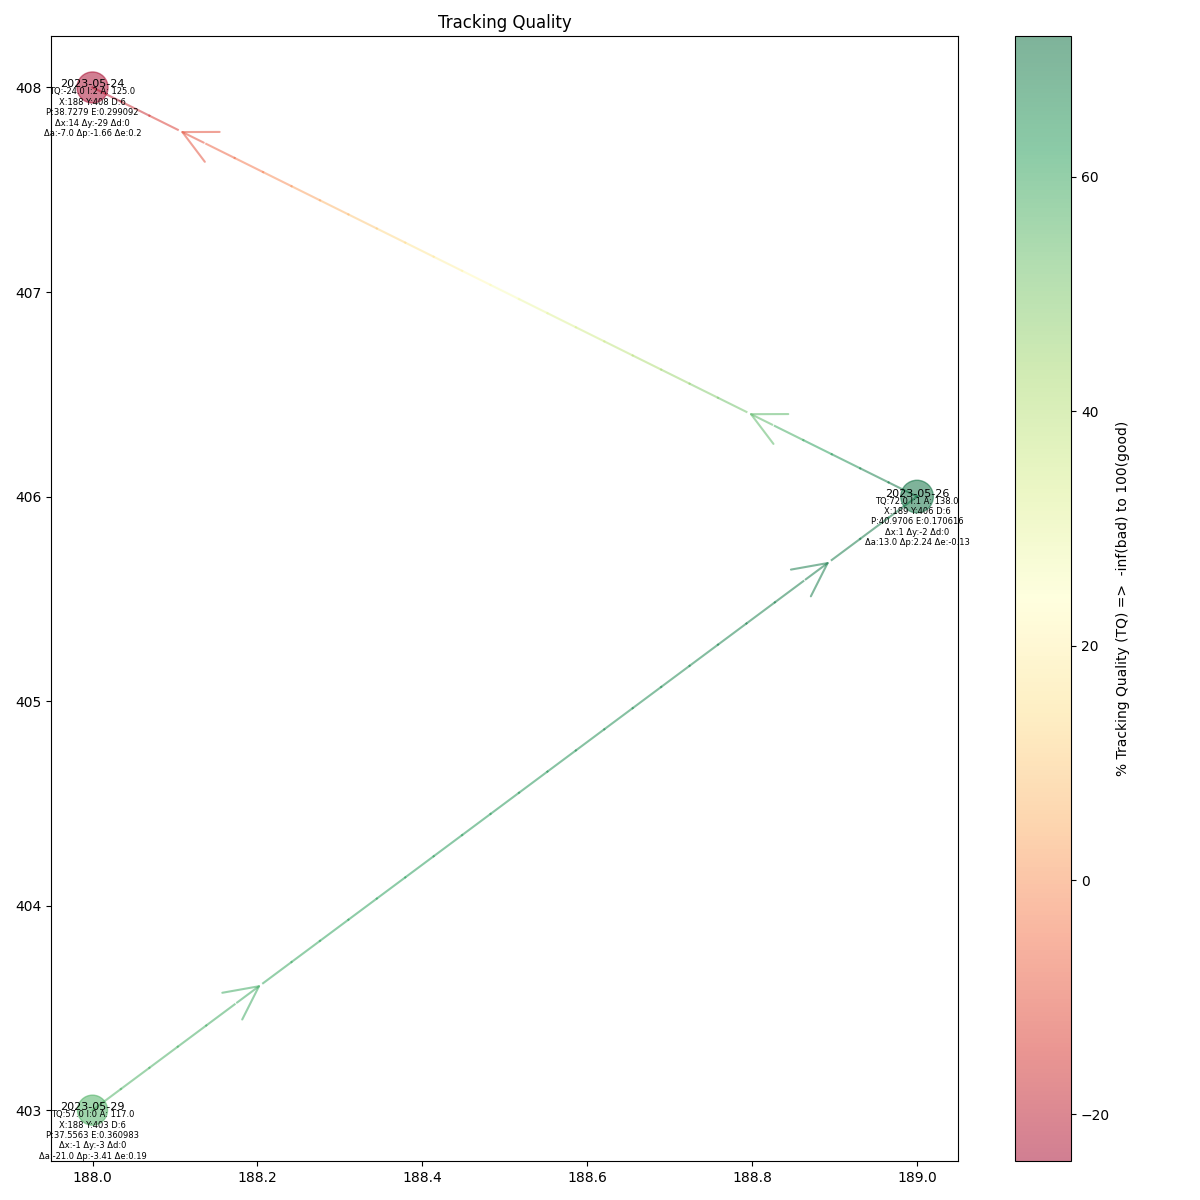 Tracking Quality
408
407
406
405
404
403
188.0
188.2
188.4
188.6
188.8
189.0
2023-05-24
TQ:-24.0 I:2 A: 125.0
X:188 Y:408 D:6
P:38.7279 E:0.299092
Δx:14 Δy:-29 Δd:0
Δa:-7.0 Δp:-1.66 Δe:0.2
2023-05-26
TQ:72.0 I:1 A: 138.0
X:189 Y:406 D:6
P:40.9706 E:0.170616
Δx:1 Δy:-2 Δd:0
Δa:13.0 Δp:2.24 Δe:-0.13
2023-05-29
TQ:57.0 I:0 A: 117.0
X:188 Y:403 D:6
P:37.5563 E:0.360983
Δx:-1 Δy:-3 Δd:0
Δa:-21.0 Δp:-3.41 Δe:0.19
60
40
20
0
−20
% Tracking Quality (TQ) => -inf(bad) to 100(good)